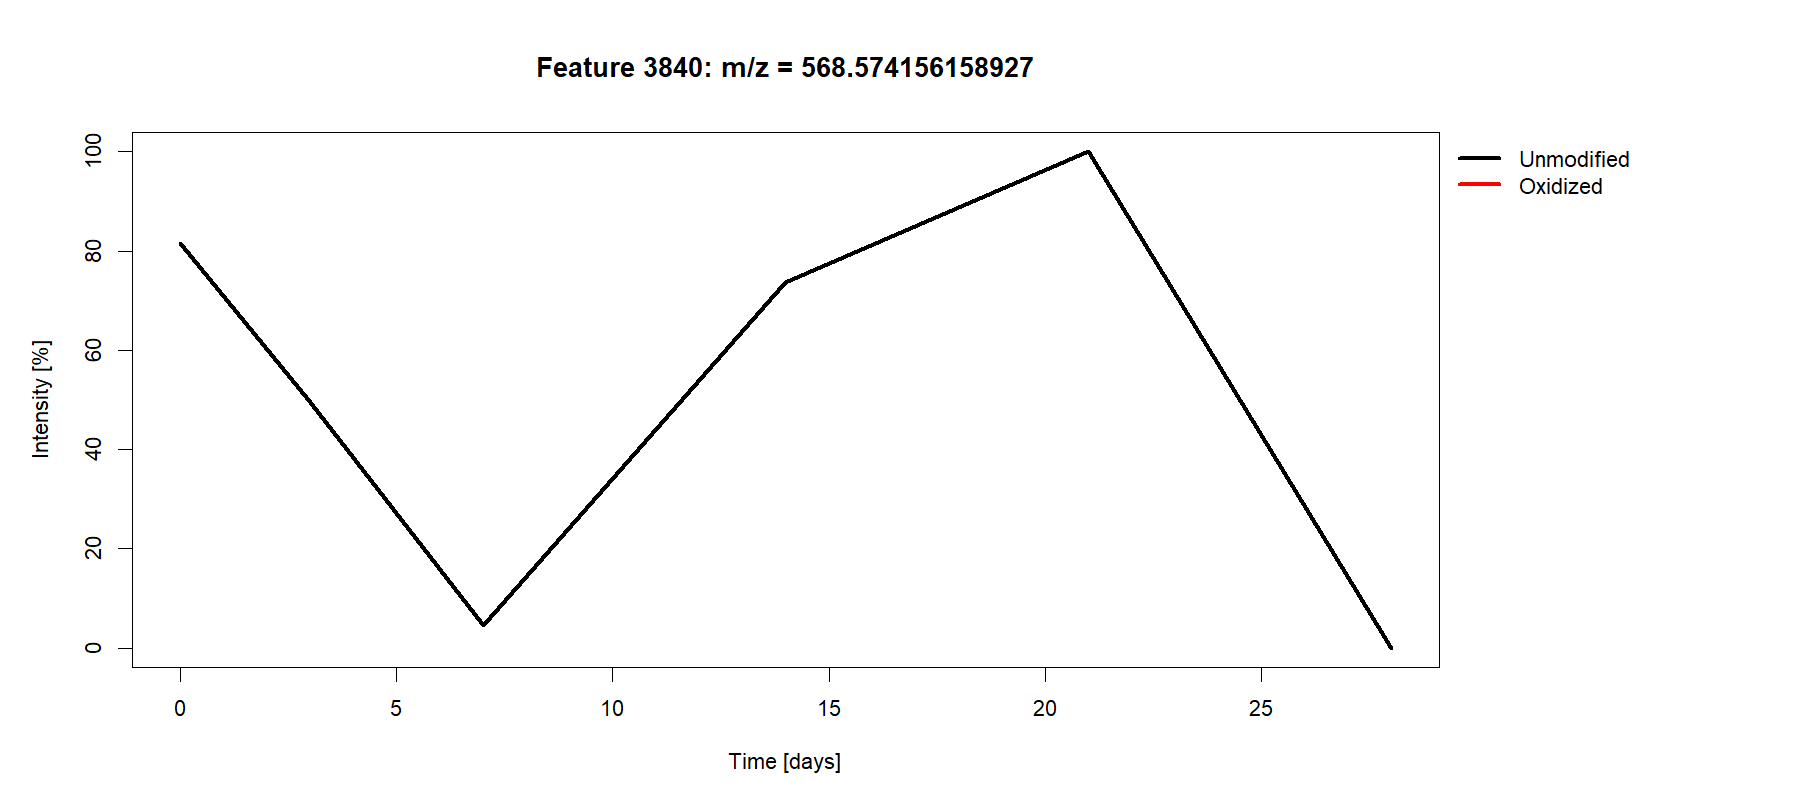 Feature 3840: m/z = 568.574156158927
Unmodified
Oxidized
Intensity [%]
100
80
60
40
20
0
0 5 10 15 20 25
Time [days]